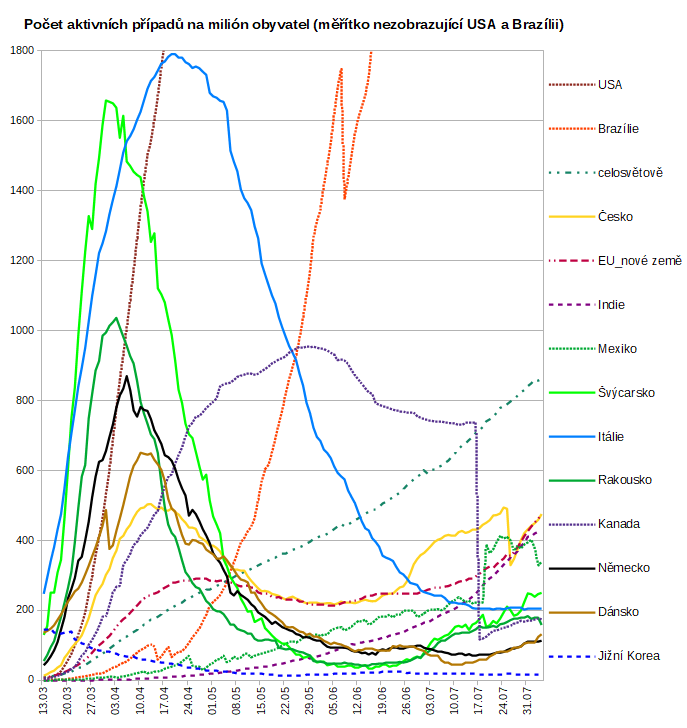 Počet aktivních případů na milión obyvatel (měřítko nezobrazující USA a Brazílii)
1800
1600
1400
1200
1000
800
600
400
200
0
13.03
20.03
27.03
03.04
10.04
17.04
24.04
01.05
08.05
15.05
22.05
29.05
05.06
12.06
19.06
26.06
03.07
10.07
17.07
24.07
31.07
USA
Brazílie
celosvětově
Česko
EU_nové země
Indie
Mexiko
Švýcarsko
Itálie
Rakousko
Kanada
Německo
Dánsko
Jižní Korea